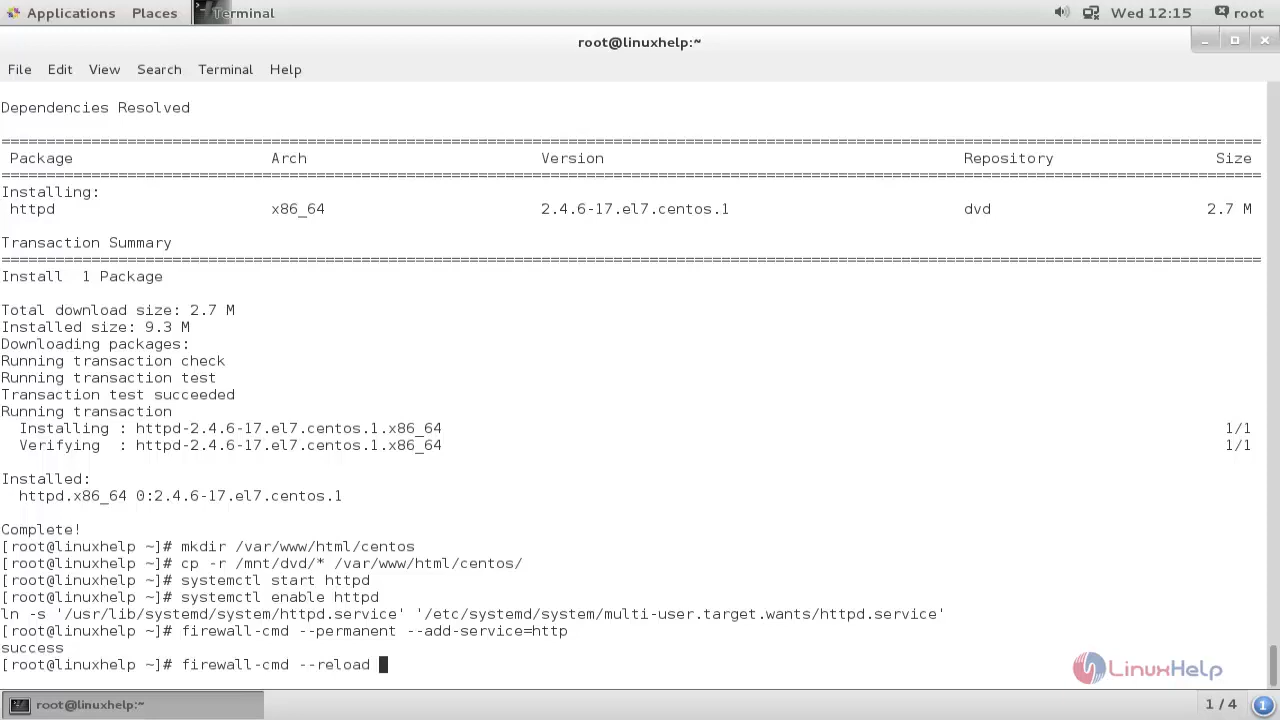 Applications Places Terminal Wed 12:15 root
root@linuxhelp:~
File Edit View Search Terminal Help
Dependencies Resolved
================================================================================
Package Arch Version Repository Size
================================================================================
Installing:
httpd x86_64 2.4.6-17.el7.centos.1 dvd 2.7 M
Transaction Summary
================================================================================
Install 1 Package
Total download size: 2.7 M
Installed size: 9.3 M
Downloading packages:
Running transaction check
Running transaction test
Transaction test succeeded
Running transaction
Installing : httpd-2.4.6-17.el7.centos.1.x86_64 1/1
Verifying : httpd-2.4.6-17.el7.centos.1.x86_64 1/1
Installed:
httpd.x86_64 0:2.4.6-17.el7.centos.1
Complete!
[root@linuxhelp ~]# mkdir /var/www/html/centos
[root@linuxhelp ~]# cp -r /mnt/dvd/* /var/www/html/centos/
[root@linuxhelp ~]# systemctl start httpd
[root@linuxhelp ~]# systemctl enable httpd
ln -s '/usr/lib/systemd/system/httpd.service' '/etc/systemd/system/multi-user.target.wants/httpd.service'
[root@linuxhelp ~]# firewall-cmd --permanent --add-service=http
success
[root@linuxhelp ~]# firewall-cmd --reload
LinuxHelp
root@linuxhelp:~ 1 / 4 1